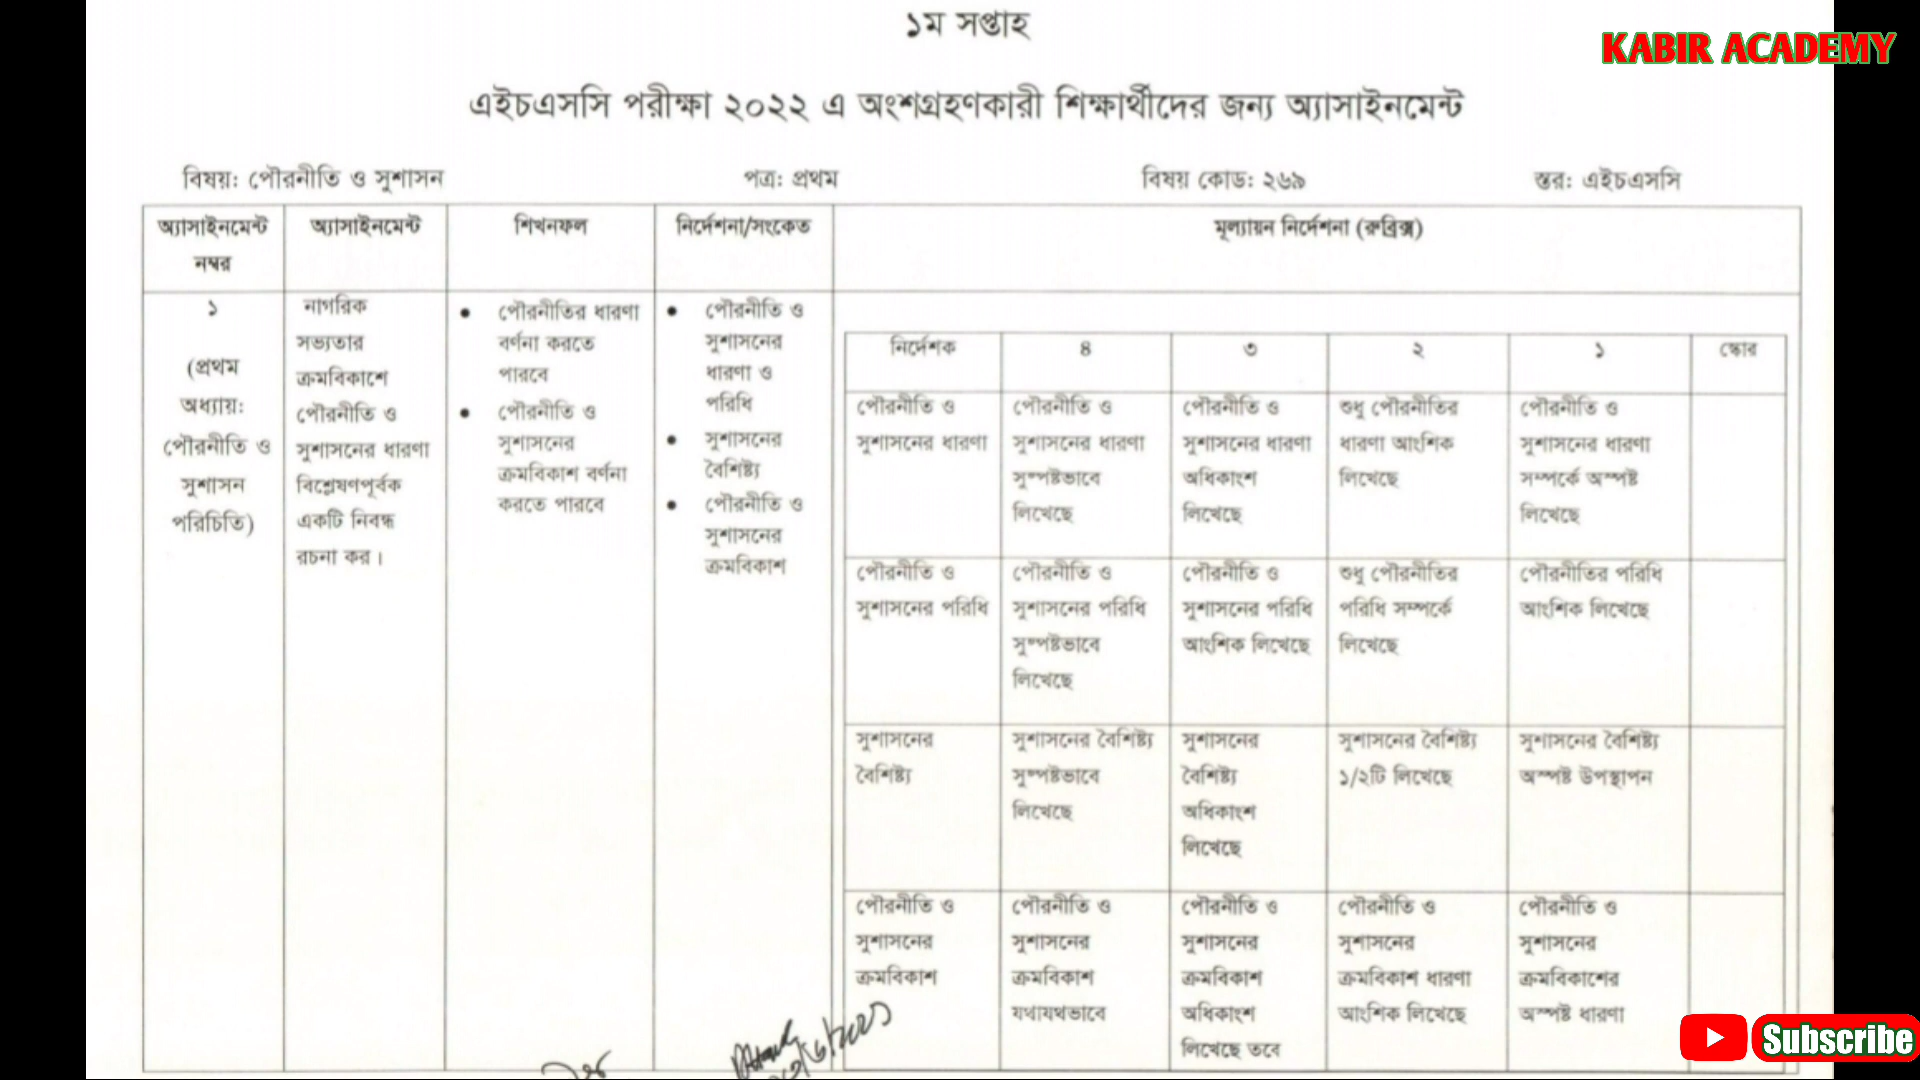 ১ম সপ্তাহ
KABIR ACADEMY
এইচএসসি পরীক্ষা ২০২২ এ অংশগ্রহণকারী শিক্ষার্থীদের জন্য অ্যাসাইনমেন্ট
বিষয়: পৌরনীতি ও সুশাসন পত্র: প্রথম বিষয় কোড: ২৬৯ স্তর: এইচএসসি
অ্যাসাইনমেন্ট
নম্বর
অ্যাসাইনমেন্ট
শিখনফল
নির্দেশনা/সংকেত
মূল্যায়ন নির্দেশনা (রুব্রিক্স)
১
(প্রথম
অধ্যায়:
পৌরনীতি ও
সুশাসন
পরিচিতি)
নাগরিক
সভ্যতার
ক্রমবিকাশে
পৌরনীতি ও
সুশাসনের ধারণা
বিশ্লেষণপূর্বক
একটি নিবন্ধ
রচনা কর।
• পৌরনীতির ধারণা
বর্ণনা করতে
পারবে
• পৌরনীতি ও
সুশাসনের
ক্রমবিকাশ বর্ণনা
করতে পারবে
• পৌরনীতি ও
সুশাসনের
ধারণা ও
পরিধি
• সুশাসনের
বৈশিষ্ট্য
• পৌরনীতি ও
সুশাসনের
ক্রমবিকাশ
নির্দেশক ৪ ৩ ২ ১ স্কোর
পৌরনীতি ও
সুশাসনের ধারণা
পৌরনীতি ও
সুশাসনের ধারণা
সুস্পষ্টভাবে
লিখেছে
পৌরনীতি ও
সুশাসনের ধারণা
অধিকাংশ
লিখেছে
শুধু পৌরনীতির
ধারণা আংশিক
লিখেছে
পৌরনীতি ও
সুশাসনের ধারণা
সম্পর্কে অস্পষ্ট
লিখেছে
পৌরনীতি ও
সুশাসনের পরিধি
পৌরনীতি ও
সুশাসনের পরিধি
সুস্পষ্টভাবে
লিখেছে
পৌরনীতি ও
সুশাসনের পরিধি
আংশিক লিখেছে
শুধু পৌরনীতির
পরিধি সম্পর্কে
লিখেছে
পৌরনীতির পরিধি
আংশিক লিখেছে
সুশাসনের
বৈশিষ্ট্য
সুশাসনের বৈশিষ্ট্য
সুস্পষ্টভাবে
লিখেছে
সুশাসনের
বৈশিষ্ট্য
অধিকাংশ
লিখেছে
সুশাসনের বৈশিষ্ট্য
১/২টি লিখেছে
সুশাসনের বৈশিষ্ট্য
অস্পষ্ট উপস্থাপন
পৌরনীতি ও
সুশাসনের
ক্রমবিকাশ
পৌরনীতি ও
সুশাসনের
ক্রমবিকাশ
যথাযথভাবে
পৌরনীতি ও
সুশাসনের
ক্রমবিকাশ
অধিকাংশ
লিখেছে তবে
পৌরনীতি ও
সুশাসনের
ক্রমবিকাশ ধারণা
আংশিক লিখেছে
পৌরনীতি ও
সুশাসনের
ক্রমবিকাশের
অস্পষ্ট ধারণা
Subscribe